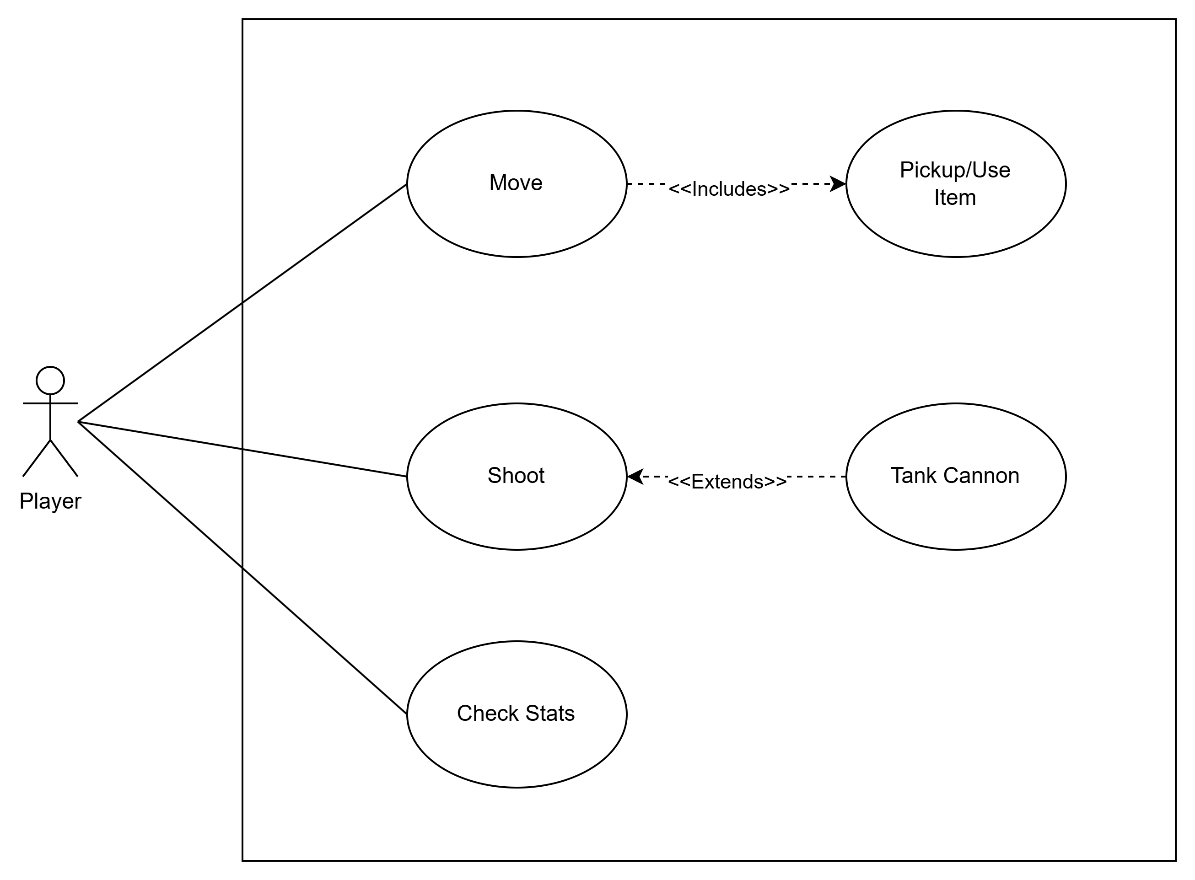 Move
<<Includes>>
Pickup/Use
Item
Player
Shoot
<<Extends>>
Tank Cannon
Check Stats